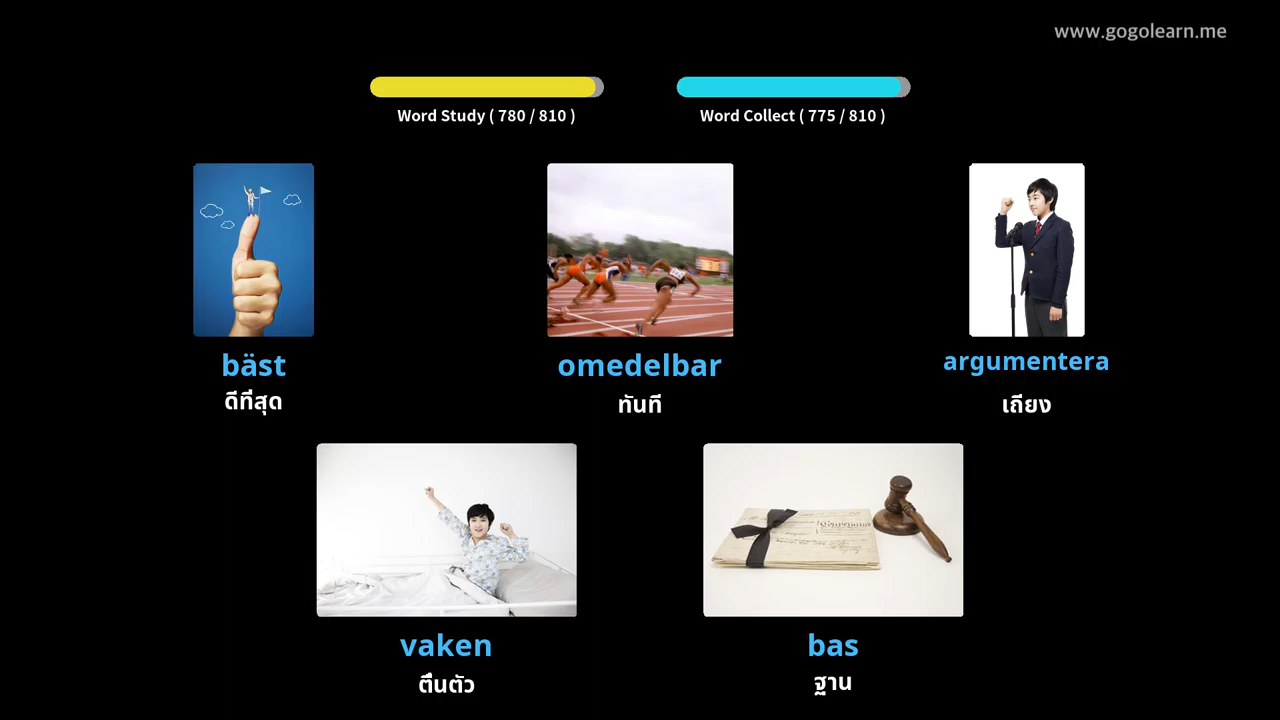 www.gogolearn.me
Word Study ( 780 / 810 )
Word Collect ( 775 / 810 )
bäst
ดีที่สุด
omedelbar
ทันที
argumentera
เถียง
vaken
ตื่นตัว
bas
ฐาน